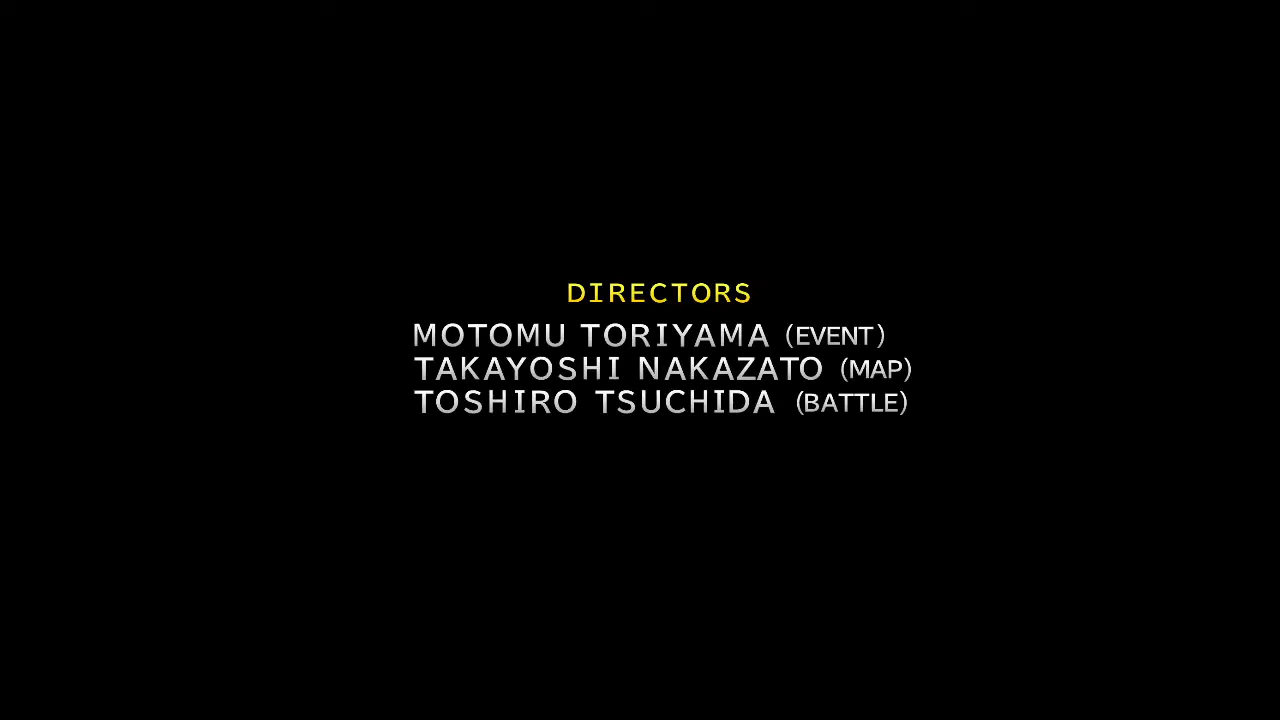 DIRECTORS
MOTOMU TORIYAMA (EVENT)
TAKAYOSHI NAKAZATO (MAP)
TOSHIRO TSUCHIDA (BATTLE)